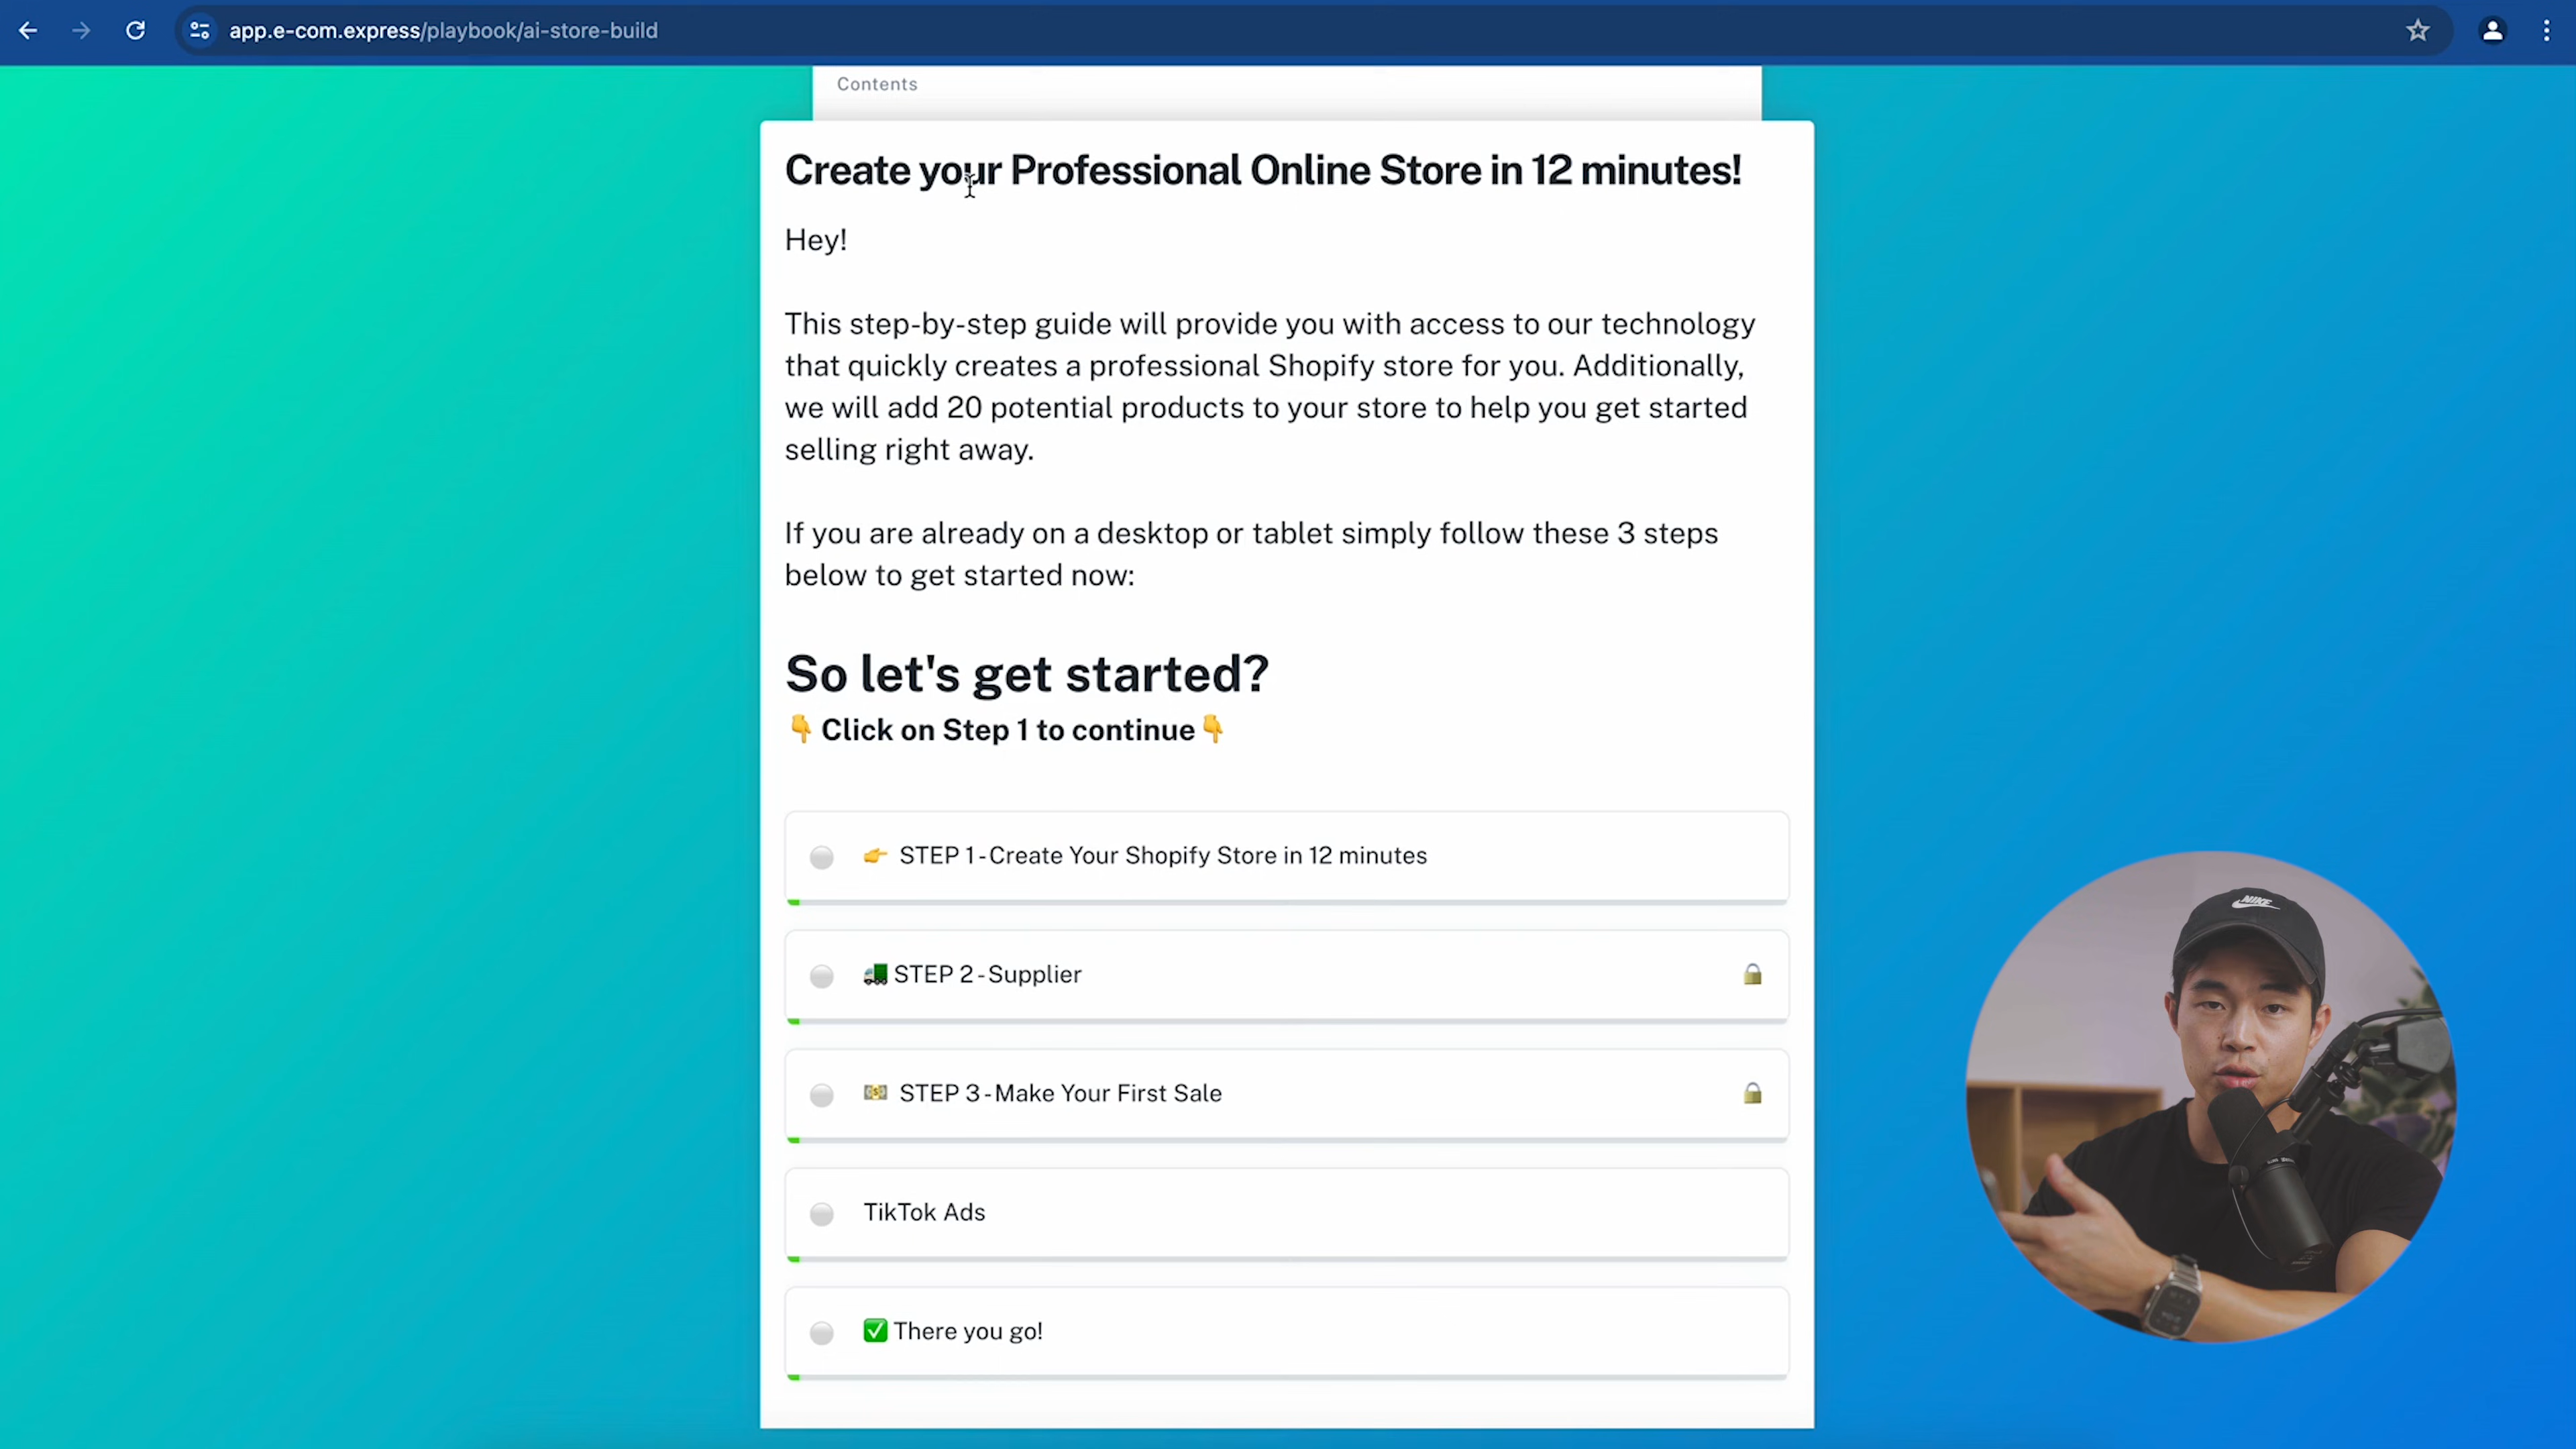 app.e-com.express/playbook/ai-store-build
Contents
Create your Professional Online Store in 12 minutes!
Hey!
This step-by-step guide will provide you with access to our technology
that quickly creates a professional Shopify store for you. Additionally,
we will add 20 potential products to your store to help you get started
selling right away.
If you are already on a desktop or tablet simply follow these 3 steps
below to get started now:
So let's get started?
👇 Click on Step 1 to continue👇
👉 STEP 1 - Create Your Shopify Store in 12 minutes
🚛 STEP 2 - Supplier
💵 STEP 3 - Make Your First Sale
TikTok Ads
✅ There you go!
NIKE